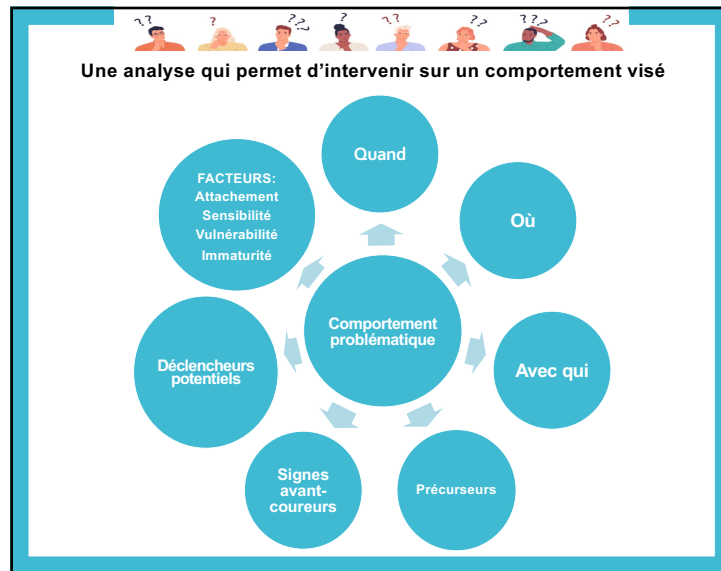 ? ?
?
? ? ?
?
? ?
?
? ? ?
? ?
Une analyse qui permet d’intervenir sur un comportement visé
Quand
FACTEURS:
Attachement
Sensibilité
Vulnérabilité
Immaturité
Où
Comportement
problématique
Déclencheurs
potentiels
Avec qui
Signes
avant-
coureurs
Précurseurs